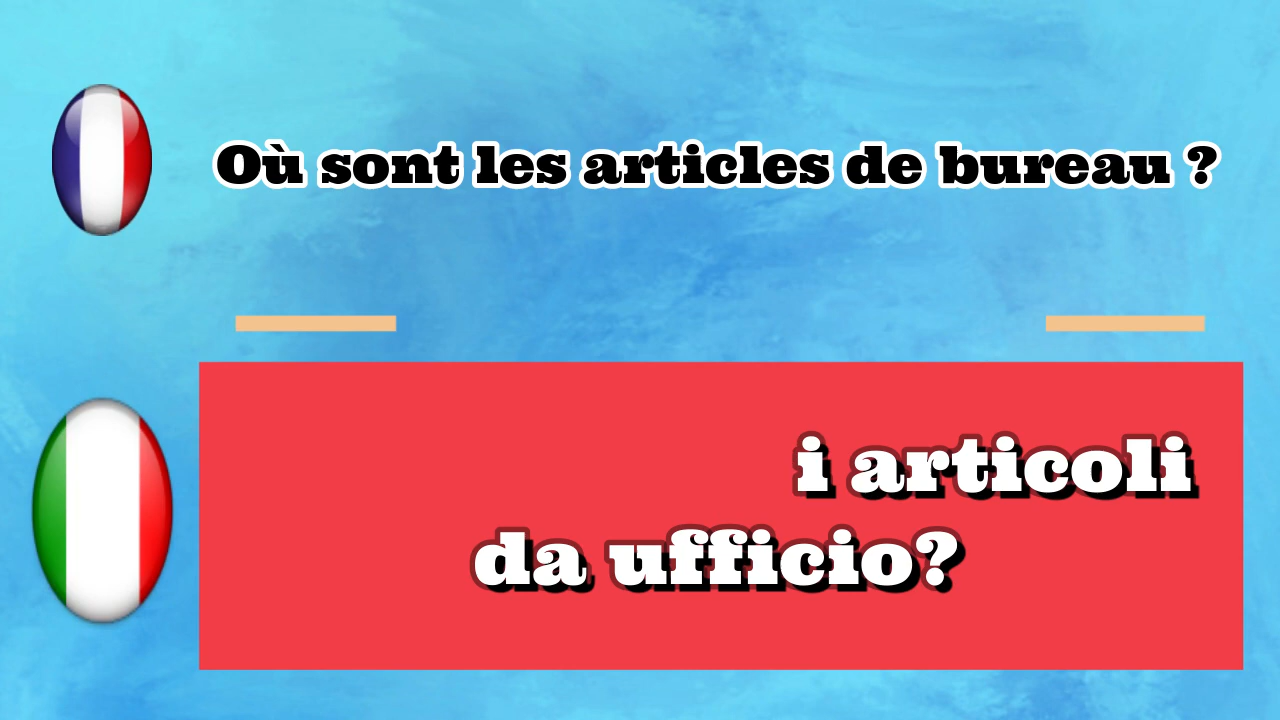 Où sont les articles de bureau ?
i articoli
da ufficio?